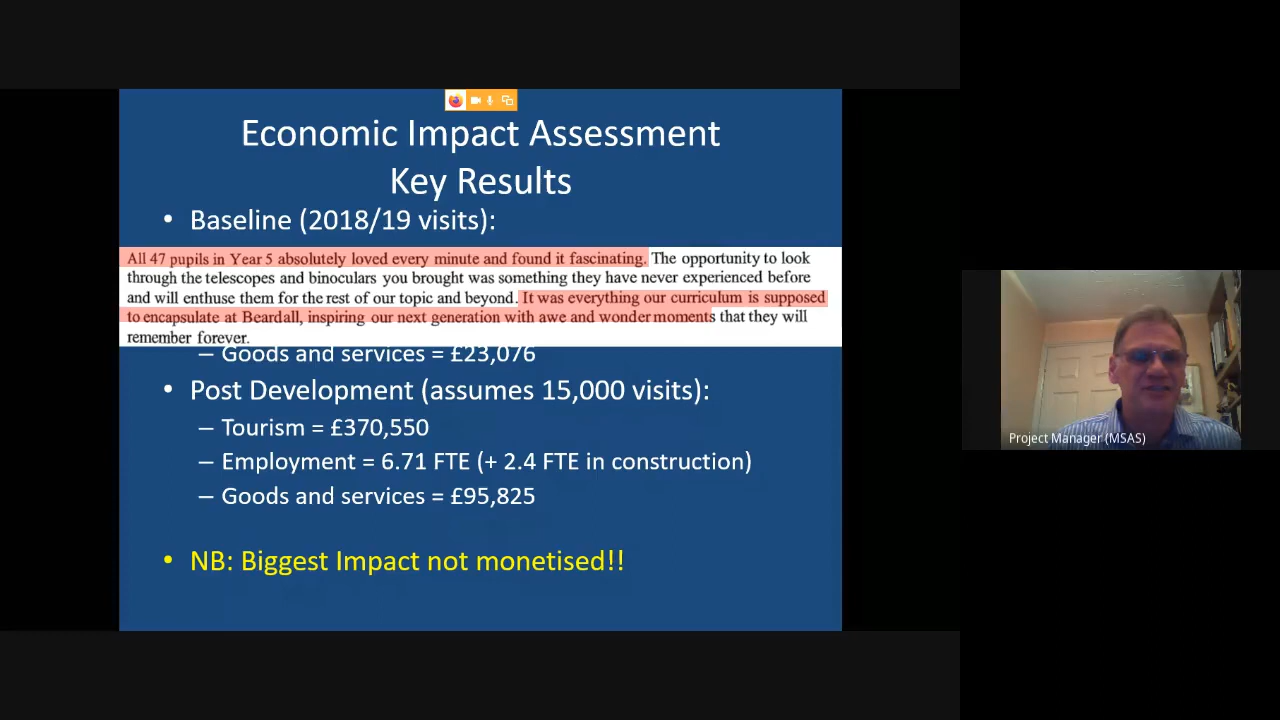 Economic Impact Assessment
Key Results
• Baseline (2018/19 visits):
All 47 pupils in Year 5 absolutely loved every minute and found it fascinating. The opportunity to look
through the telescopes and binoculars you brought was something they have never experienced before
and will enthuse them for the rest of our topic and beyond. It was everything our curriculum is supposed
to encapsulate at Beardall, inspiring our next generation with awe and wonder moments that they will
remember forever.
– Goods and services = £23,076
• Post Development (assumes 15,000 visits):
– Tourism = £370,550
– Employment = 6.71 FTE (+ 2.4 FTE in construction)
– Goods and services = £95,825
• NB: Biggest Impact not monetised!!
Project Manager (MSAS)